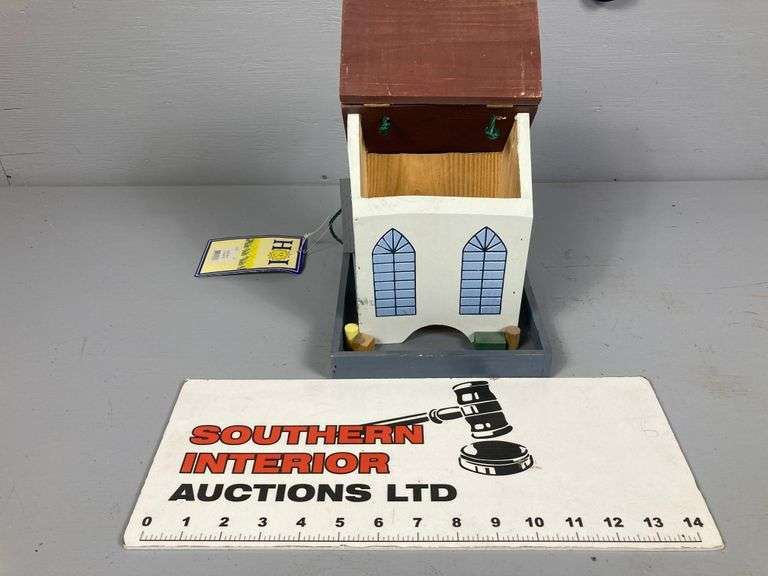 HOI
SOUTHERN
INTERIOR
AUCTIONS LTD
0 1 2 3 4 5 6 7 8 9 10 11 12 13 14